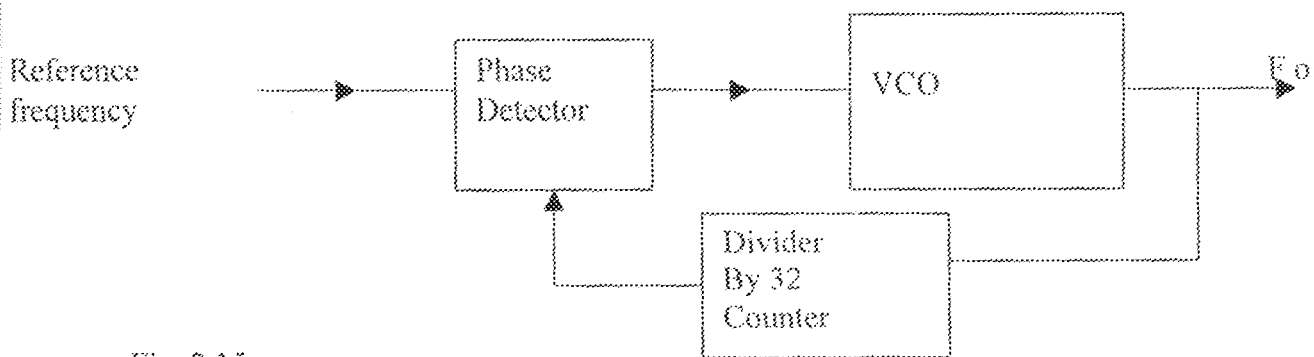 Reference
frequency
Phase
Detector
VCO
F o
Divider
By 32
Counter